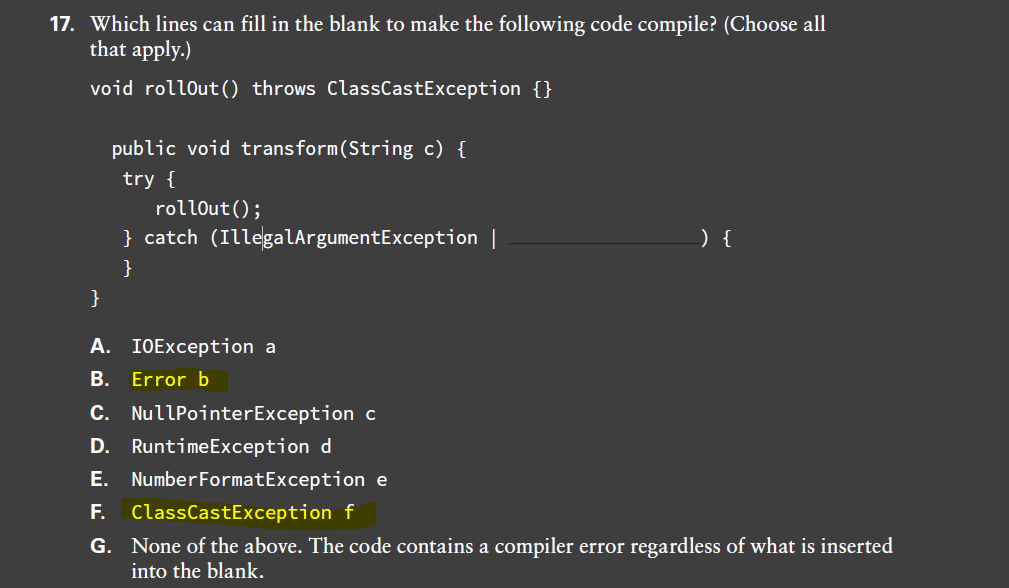 17. Which lines can fill in the blank to make the following code compile? (Choose all
that apply.)
void rollOut() throws ClassCastException {}
public void transform(String c) {
try {
rollOut();
} catch (IllegalArgumentException | ___________________) {
}
}
A. IOException a
B. Error b
C. NullPointerException c
D. RuntimeException d
E. NumberFormatException e
F. ClassCastException f
G. None of the above. The code contains a compiler error regardless of what is inserted
into the blank.